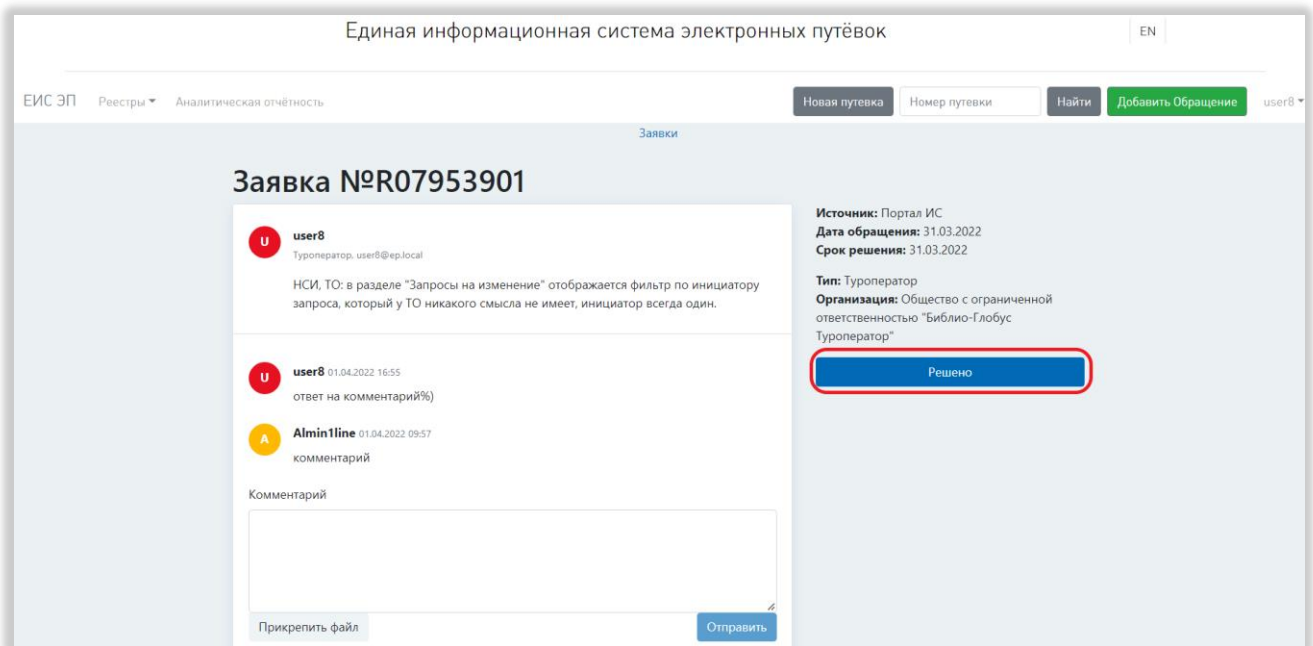 Единая информационная система электронных путёвок
EN
ЕИС ЭП Реестры Аналитическая отчётность Новая путевка Номер путевки Найти Добавить Обращение user8
Заявки
Заявка №R07953901
U
user8
Туроператор, user8@ep.local
НСИ, ТО: в разделе "Запросы на изменение" отображается фильтр по инициатору
запроса, который у ТО никакого смысла не имеет, инициатор всегда один.
U
user8 01.04.2022 16:55
ответ на комментарий%)
A
Almin1line 01.04.2022 09:57
комментарий
Комментарий
Прикрепить файл
Отправить
Источник: Портал ИС
Дата обращения: 31.03.2022
Срок решения: 31.03.2022
Тип: Туроператор
Организация: Общество с ограниченной
ответственностью "Библио-Глобус
Туроператор"
Решено